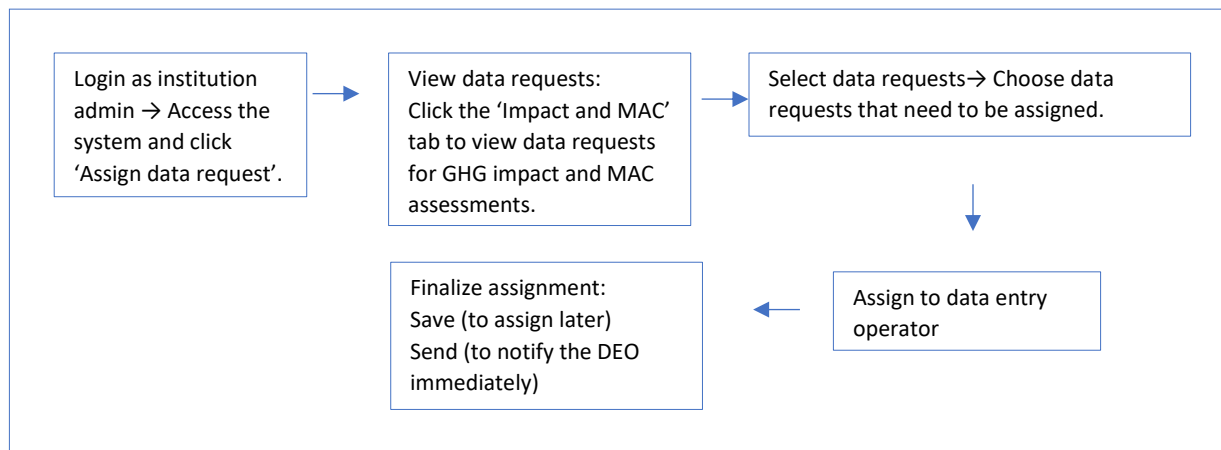 Login as institution
admin → Access the
system and click
‘Assign data request’.
View data requests:
Click the ‘Impact and MAC’
tab to view data requests
for GHG impact and MAC
assessments.
Select data requests→ Choose data
requests that need to be assigned.
Assign to data entry
operator
Finalize assignment:
Save (to assign later)
Send (to notify the DEO
immediately)